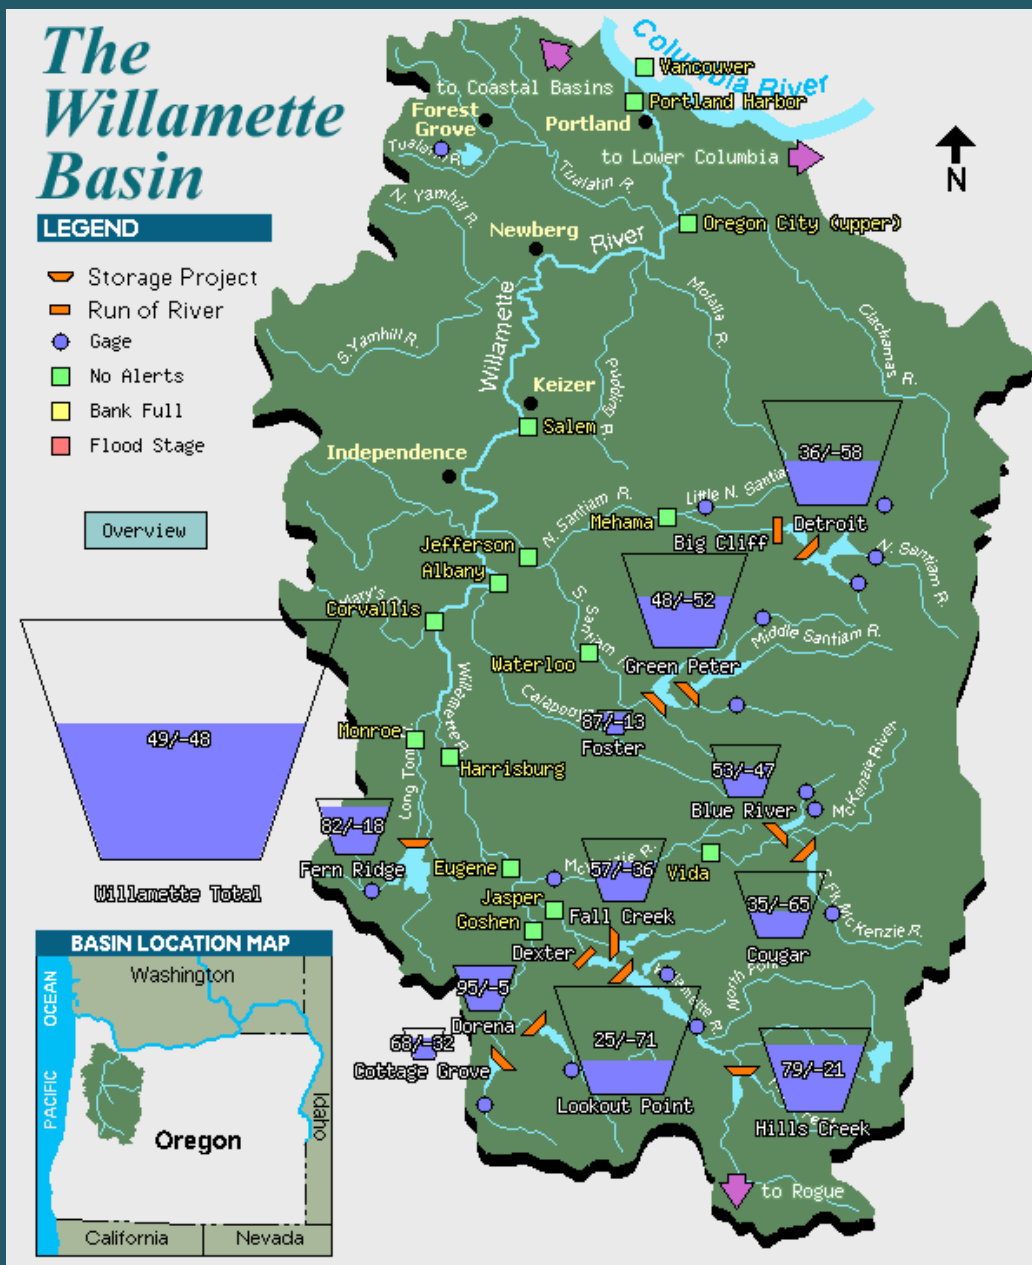 The
Willamette
Basin
LEGEND
Storage Project
Run of River
Gage
No Alerts
Bank Full
Flood Stage
Overview
Columbia River
Vancouver
to Coastal Basins
Portland Harbor
Forest
Grove
Portland
Tualatin R.
to Lower Columbia
N
Tualatin R.
N. Yamhill R.
Oregon City (upper)
Newberg
River
Willamette
Molalla R.
Clackamas R.
S. Yamhill R.
Pudding R.
Keizer
Salem
Independence
36/-58
Detroit
Little N. Santia
N. Santiam R.
Mehama
Big Cliff
N. Santiam R.
Jefferson
Albany
48/-52
Green Peter
Corvallis
S. Santiam
Middle Santiam R.
Waterloo
Willamette R.
Calapooy
87/-13
Foster
49/-48
Willamette Total
Monroe
Harrisburg
Long Tom
53/-47
Blue River
McKenzie River
82/-18
Fern Ridge
Eugene
57/-36
Fall Creek
Vida
Jasper
Goshen
35/-65
Cougar
McKenzie R.
Dexter
BASIN LOCATION MAP
Washington
PACIFIC OCEAN
Idaho
Oregon
California
Nevada
95/-5
Dorena
68/-32
Cottage Grove
25/-71
Lookout Point
North Fork
79/-21
Hills Creek
to Rogue